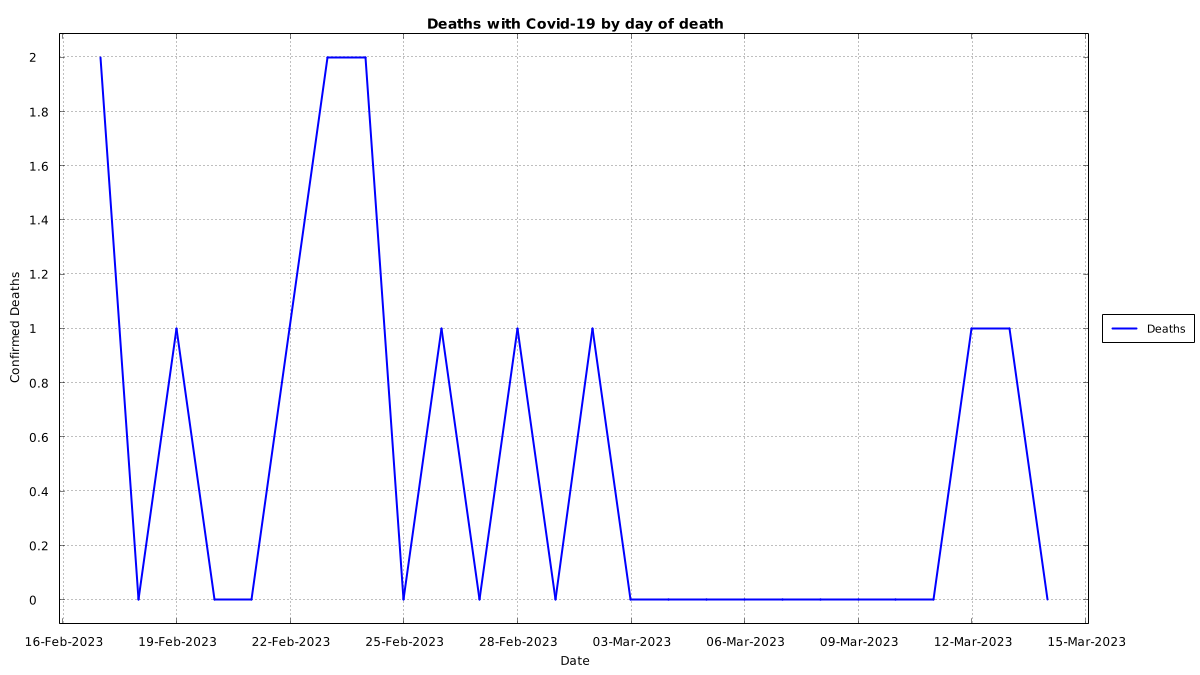 Deaths with Covid-19 by day of death
2
1.8
1.6
1.4
1.2
1
0.8
0.6
0.4
0.2
0
Confirmed Deaths
16-Feb-2023 19-Feb-2023 22-Feb-2023 25-Feb-2023 28-Feb-2023 03-Mar-2023 06-Mar-2023 09-Mar-2023 12-Mar-2023 15-Mar-2023
Date
Deaths